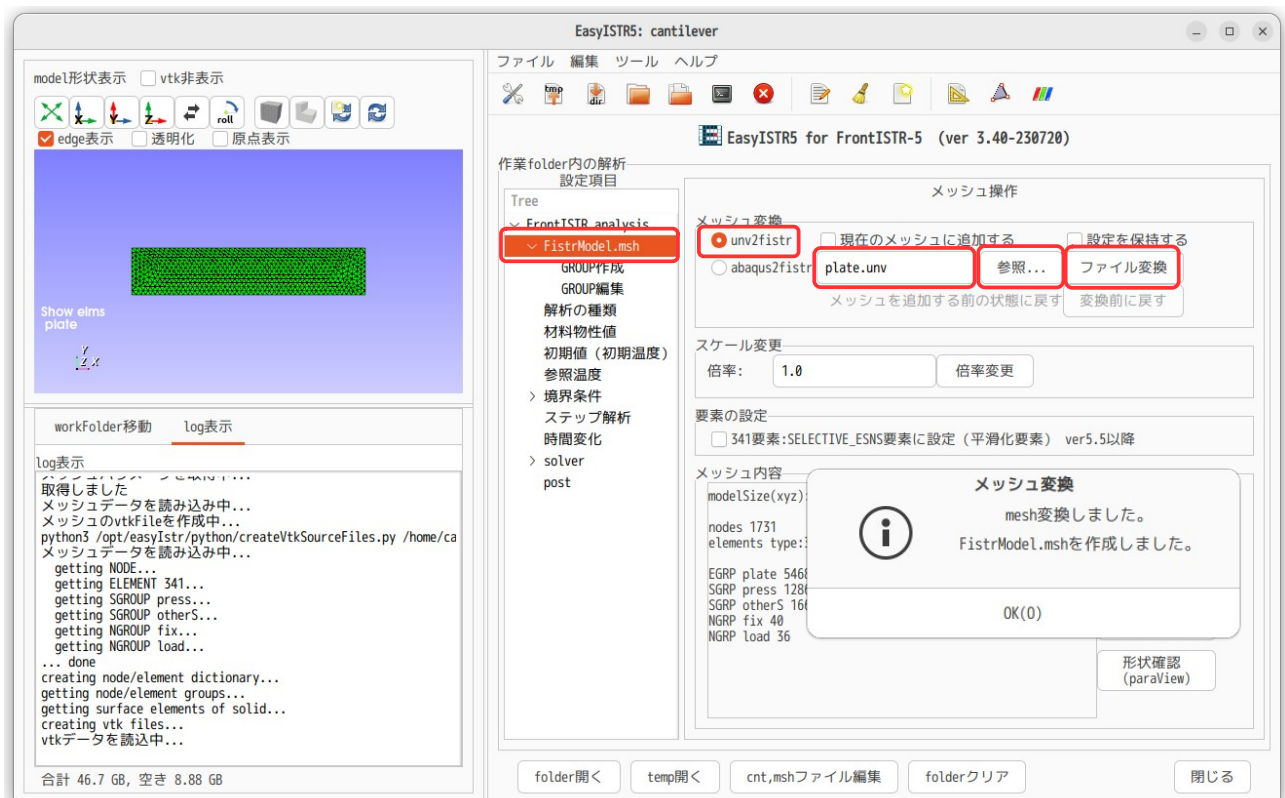 EasyISTR5: cantilever
model形状表示 vtk非表示
roll
edge表示 透明化 原点表示
Show elms
plate
Y
Z X
workFolder移動 log表示
log表示
取得しました
メッシュデータを読み込み中...
メッシュのvtkFileを作成中...
python3 /opt/easyIstr/python/createVtkSourceFiles.py /home/ca
メッシュデータを読み込み中...
getting NODE...
getting ELEMENT 341...
getting SGROUP press...
getting SGROUP otherS...
getting NGROUP fix...
getting NGROUP load...
... done
creating node/element dictionary...
getting node/element groups...
getting surface elements of solid...
creating vtk files...
vtkデータを読込中...
合計 46.7 GB, 空き 8.88 GB
ファイル 編集 ツール ヘルプ
tmp
dir
EasyISTR5 for FrontISTR-5 (ver 3.40-230720)
作業folder内の解析
設定項目
Tree
FrontISTR analysis
FistrModel.msh
GROUP作成
GROUP編集
解析の種類
材料物性値
初期値（初期温度）
参照温度
境界条件
ステップ解析
時間変化
solver
post
メッシュ操作
メッシュ変換
unv2fistr 現在のメッシュに追加する 設定を保持する
abaqus2fistr plate.unv 参照... ファイル変換
メッシュを追加する前の状態に戻す 変換前に戻す
スケール変更
倍率: 1.0 倍率変更
要素の設定
341要素:SELECTIVE_ESNS要素に設定（平滑化要素） ver5.5以降
メッシュ内容
modelSize(xyz):
nodes 1731
elements type:3
EGRP plate 5468
SGRP press 1286
SGRP otherS 166
NGRP fix 40
NGRP load 36
メッシュ変換
mesh変換しました。
FistrModel.mshを作成しました。
OK(O)
形状確認
(paraView)
folder開く temp開く cnt,mshファイル編集 folderクリア 閉じる